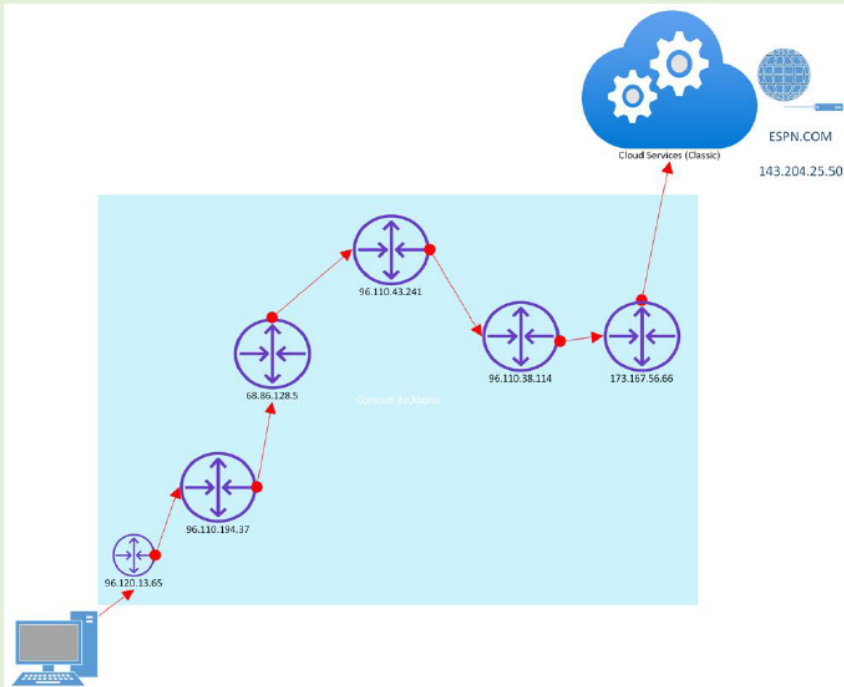 Cloud Services (Classic)
ESPN.COM
143.204.25.50
96.110.43.241
96.110.38.114
173.167.56.66
68.86.128.5
Comcast Backbone
96.110.194.37
96.120.13.65